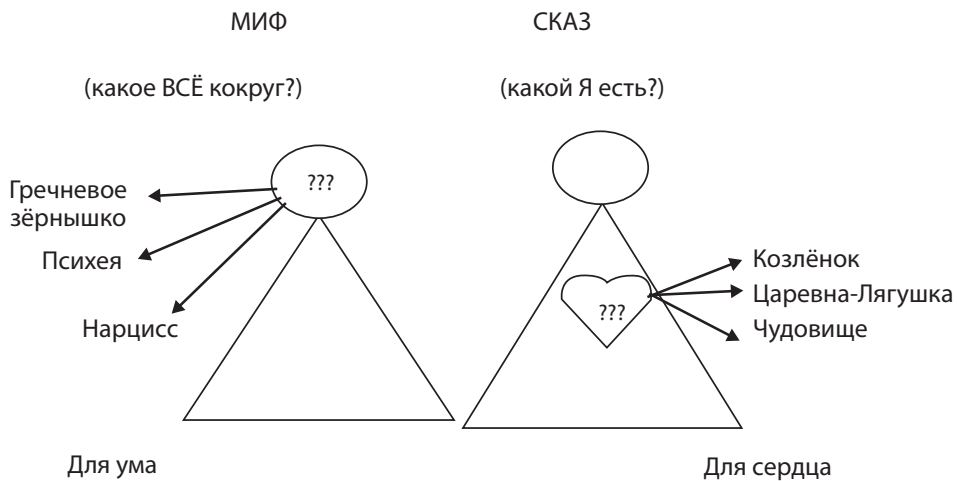 МИФ
СКАЗ
(какое ВСЁ кокруг?)
(какой Я есть?)
???
Гречневое
зёрнышко
Психея
Нарцисс
???
Козлёнок
Царевна-Лягушка
Чудовище
Для ума
Для сердца